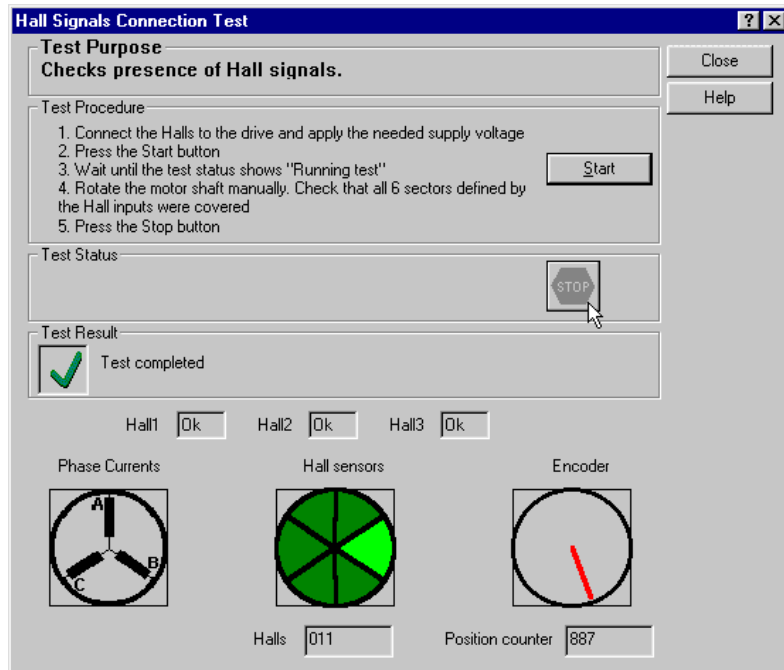 Hall Signals Connection Test
Test Purpose
Checks presence of Hall signals.
Close
Help
Test Procedure
1. Connect the Halls to the drive and apply the needed supply voltage
2. Press the Start button
3. Wait until the test status shows "Running test"
4. Rotate the motor shaft manually. Check that all 6 sectors defined by
the Hall inputs were covered
5. Press the Stop button
Start
Test Status
STOP
Test Result
Test completed
Hall1 Ok Hall2 Ok Hall3 Ok
Phase Currents Hall sensors Encoder
A
B
C
Halls 011 Position counter 887